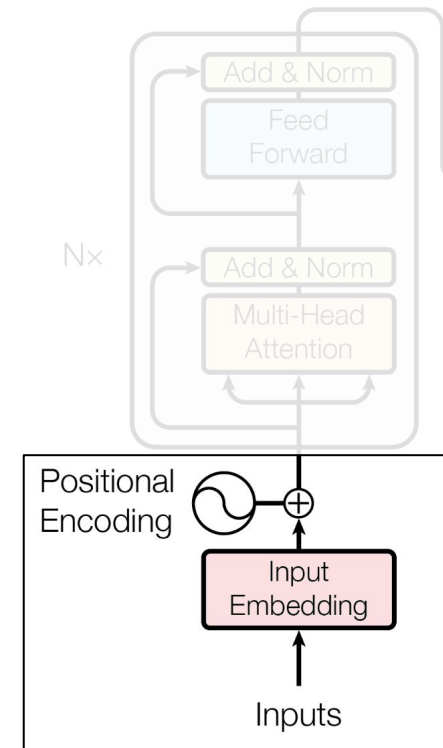 Add & Norm
Feed
Forward
N×
Add & Norm
Multi-Head
Attention
Positional
Encoding
Input
Embedding
Inputs